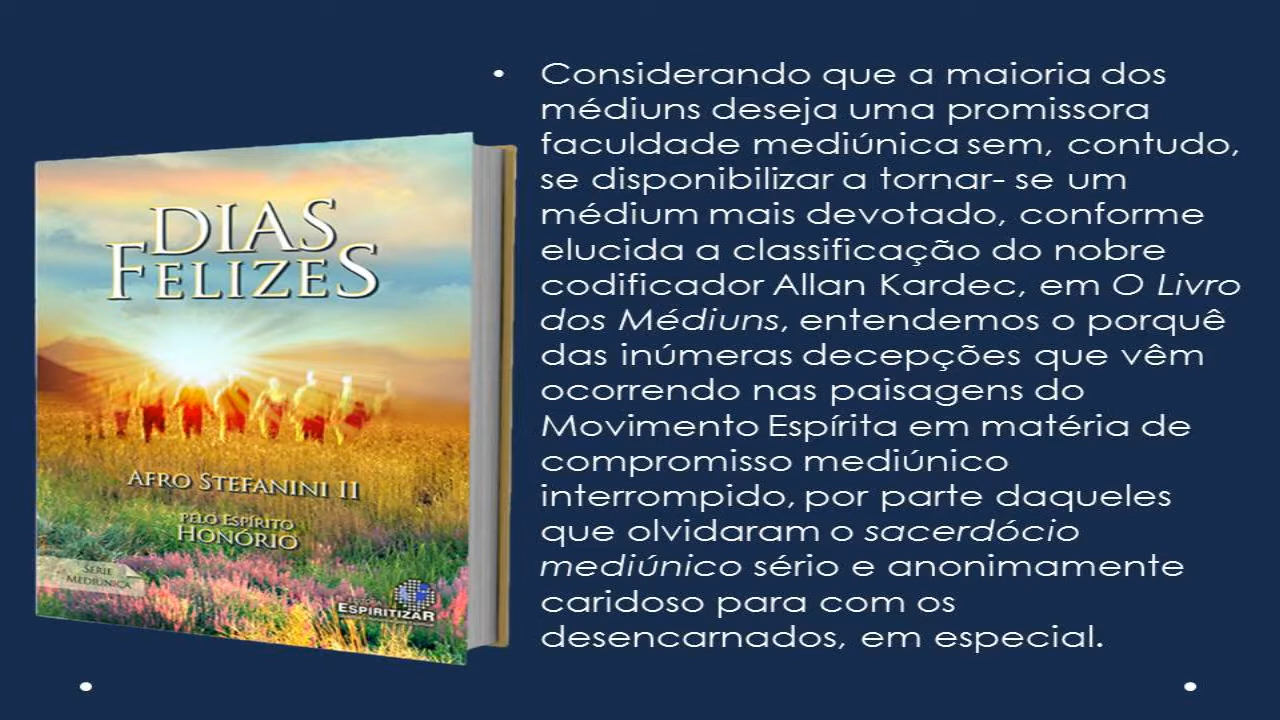 • Considerando que a maioria dos
médiuns deseja uma promissora
faculdade mediúnica sem, contudo,
se disponibilizar a tornar- se um
médium mais devotado, conforme
elucida a classificação do nobre
codificador Allan Kardec, em O Livro
dos Médiuns, entendemos o porquê
das inúmeras decepções que vêm
ocorrendo nas paisagens do
Movimento Espírita em matéria de
compromisso mediúnico
interrompido, por parte daqueles
que olvidaram o sacerdócio
mediúnico sério e anonimamente
caridoso para com os
desencarnados, em especial.
DIAS
FELIZES
AFRO STEFANINI II
PELO ESPÍRITO
HONÓRIO
SÉRIE
MEDIÚNICA
ESPIRITIZAR